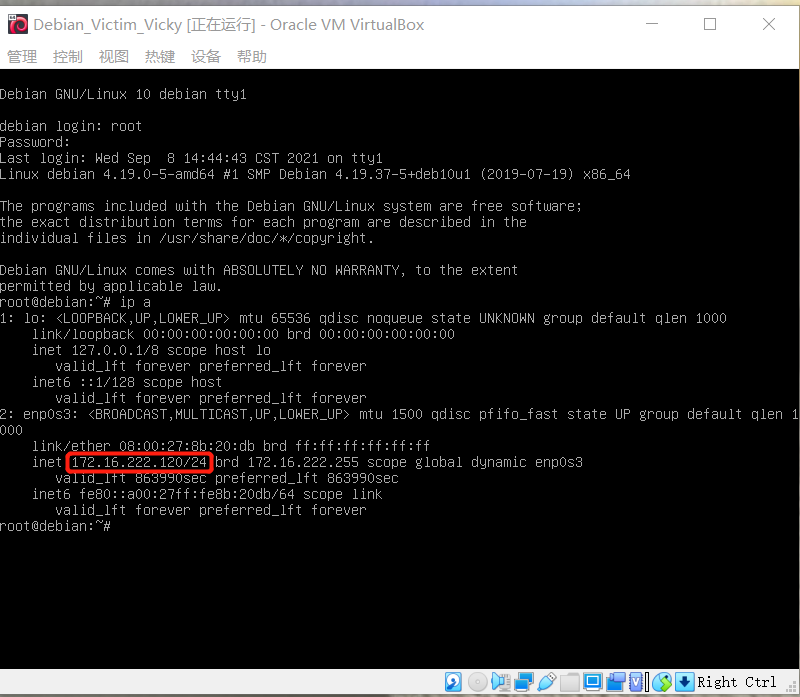 Debian_Victim_Vicky [正在运行] - Oracle VM VirtualBox
管理 控制 视图 热键 设备 帮助
Debian GNU/Linux 10 debian tty1
debian login: root
Password:
Last login: Wed Sep  8 14:44:43 CST 2021 on tty1
Linux debian 4.19.0-5-amd64 #1 SMP Debian 4.19.37-5+deb10u1 (2019-07-19) x86_64
The programs included with the Debian GNU/Linux system are free software;
the exact distribution terms for each program are described in the
individual files in /usr/share/doc/*/copyright.
Debian GNU/Linux comes with ABSOLUTELY NO WARRANTY, to the extent
permitted by applicable law.
root@debian:~# ip a
1: lo: <LOOPBACK,UP,LOWER_UP> mtu 65536 qdisc noqueue state UNKNOWN group default qlen 1000
    link/loopback 00:00:00:00:00:00 brd 00:00:00:00:00:00
    inet 127.0.0.1/8 scope host lo
       valid_lft forever preferred_lft forever
    inet6 ::1/128 scope host
       valid_lft forever preferred_lft forever
2: enp0s3: <BROADCAST,MULTICAST,UP,LOWER_UP> mtu 1500 qdisc pfifo_fast state UP group default qlen 1
000
    link/ether 08:00:27:8b:20:db brd ff:ff:ff:ff:ff:ff
    inet 172.16.222.120/24 brd 172.16.222.255 scope global dynamic enp0s3
       valid_lft 863990sec preferred_lft 863990sec
    inet6 fe80::a00:27ff:fe8b:20db/64 scope link
       valid_lft forever preferred_lft forever
root@debian:~#
Right Ctrl